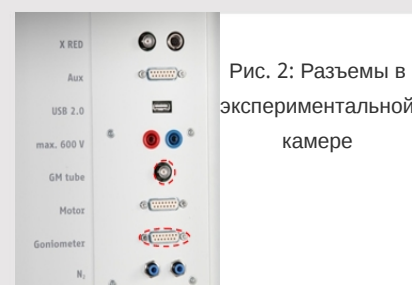 X RED
Aux
USB 2.0
max. 600 V
GM tube
Motor
Goniometer
N₂
Рис. 2: Разъемы в
экспериментальной
камере